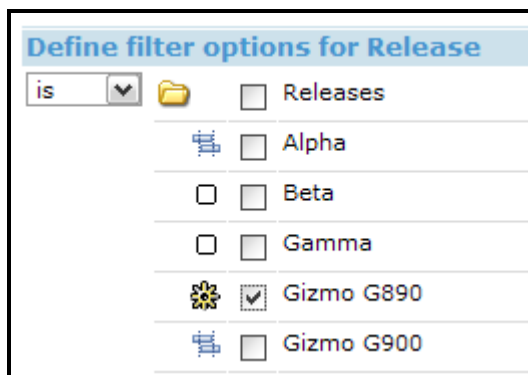 Define filter options for Release
is Releases
Alpha
Beta
Gamma
Gizmo G890
Gizmo G900